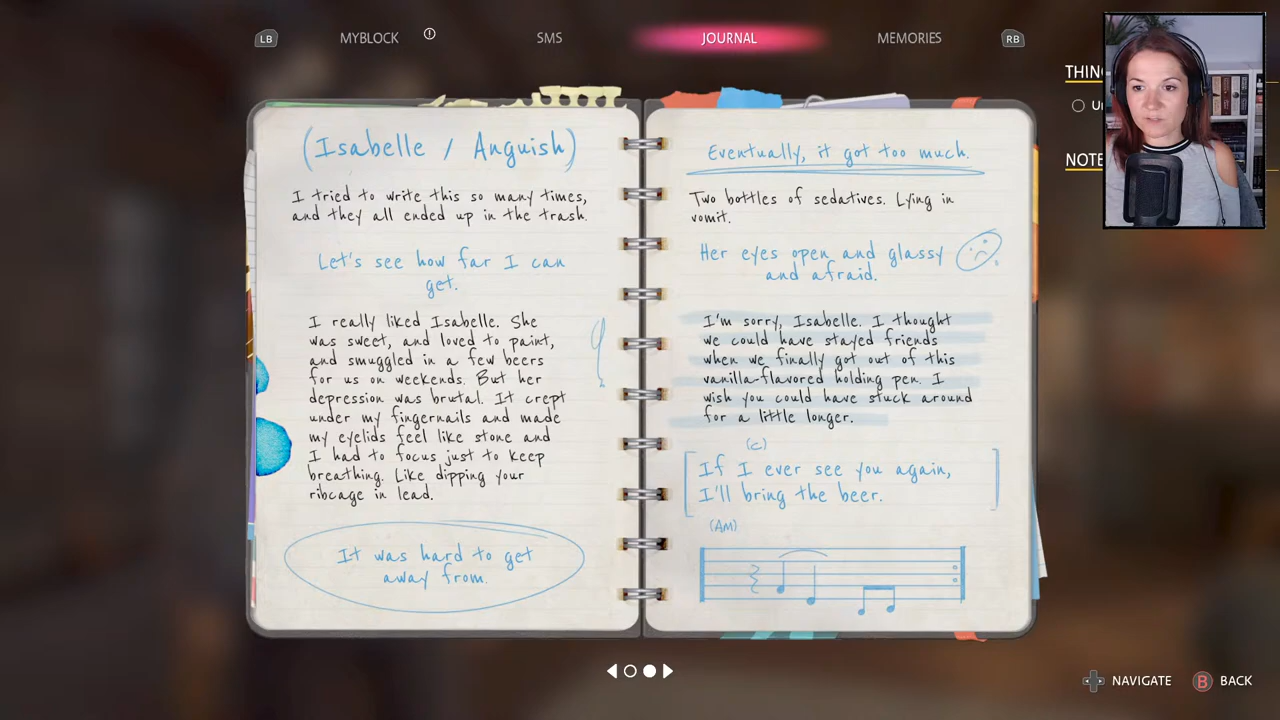 LB
MYBLOCK
SMS
JOURNAL
MEMORIES
RB
THIN
NOTE
(Isabelle / Anguish)
I tried to write this so many times,
and they all ended up in the trash.
Let's see how far I can
get.
I really liked Isabelle. She
was sweet, and loved to paint,
and smuggled in a few beers
for us on weekends. But her
depression was brutal. It crept
under my fingernails and made
my eyelids feel like stone and
I had to focus just to keep
breathing. Like dipping your
ribcage in lead.
It was hard to get
away from.
Eventually, it got too much.
Two bottles of sedatives. Lying in
vomit.
Her eyes open and glassy
and afraid.
I'm sorry, Isabelle. I thought
we could have stayed friends
when we finally got out of this
vanilla-flavored holding pen. I
wish you could have stuck around
for a little longer.
(C)
If I ever see you again,
I'll bring the beer.
(AM)
NAVIGATE
B BACK